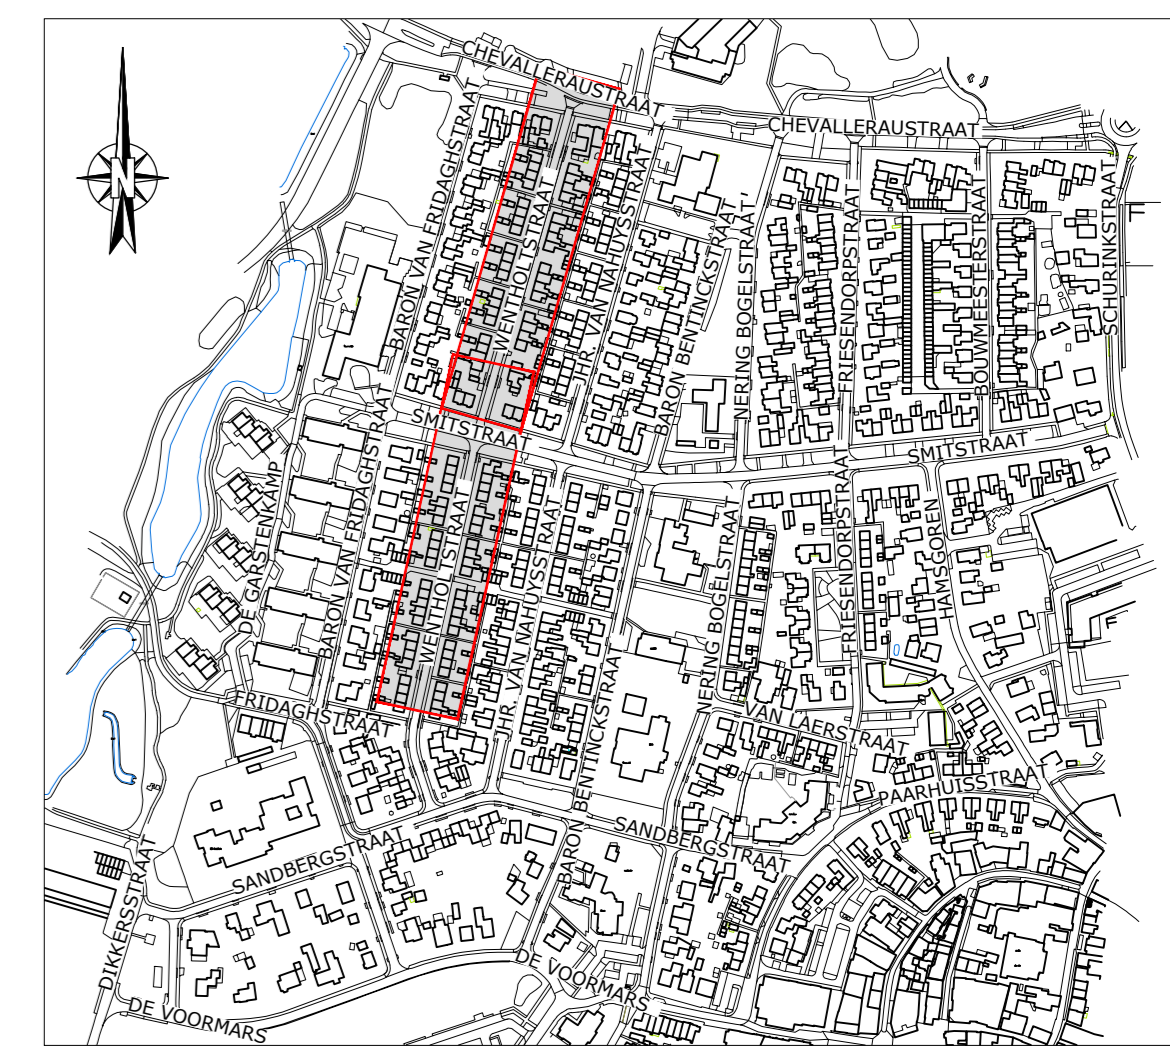 CHEVALLERAUSTRAAT
CHEVALLERAUSTRAAT
N
BARON VAN FRIDAGHSTRAAT
WENTHOLTSTRAAT
JHR. VAN NAHUYSSTRAAT
BARON BENTINCKSTRAAT
NERING BOGELSTRAAT
FRIESENDORPSTRAAT
BOUWMEESTERSTRAAT
SCHURINKSTRAAT
SMITSTRAAT
SMITSTRAAT
DE GARSTENKAMP
BARON VAN FRIDAGHSTRAAT
WENTHOLTSTRAAT
JHR. VAN NAHUYSSTRAAT
BARON BENTINCKSTRAAT
NERING BOGELSTRAAT
FRIESENDORPSTRAAT
HAMSGOREN
FRIDAGHSTRAAT
VAN LAERSTRAAT
PAARHUISSTRAAT
SANDBERGSTRAAT
SANDBERGSTRAAT
DIKKERSSTRAAT
DE VOORMARS
DE VOORMARS